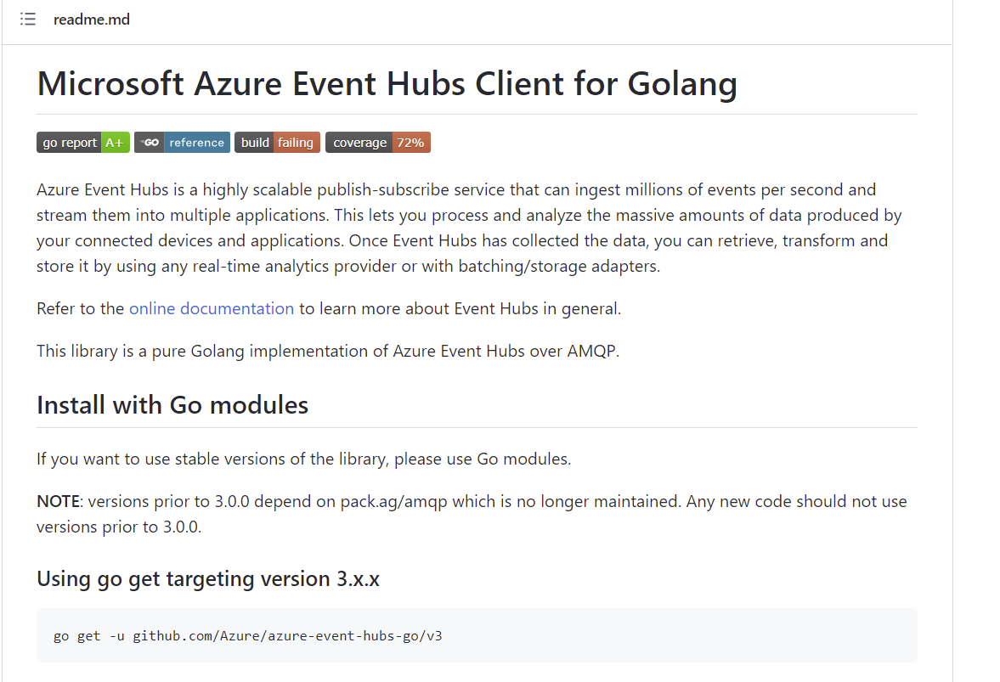 readme.md
Microsoft Azure Event Hubs Client for Golang
go report A+ GO reference build failing coverage 72%
Azure Event Hubs is a highly scalable publish-subscribe service that can ingest millions of events per second and
stream them into multiple applications. This lets you process and analyze the massive amounts of data produced by
your connected devices and applications. Once Event Hubs has collected the data, you can retrieve, transform and
store it by using any real-time analytics provider or with batching/storage adapters.
Refer to the online documentation to learn more about Event Hubs in general.
This library is a pure Golang implementation of Azure Event Hubs over AMQP.
Install with Go modules
If you want to use stable versions of the library, please use Go modules.
NOTE: versions prior to 3.0.0 depend on pack.ag/amqp which is no longer maintained. Any new code should not use
versions prior to 3.0.0.
Using go get targeting version 3.x.x
go get -u github.com/Azure/azure-event-hubs-go/v3